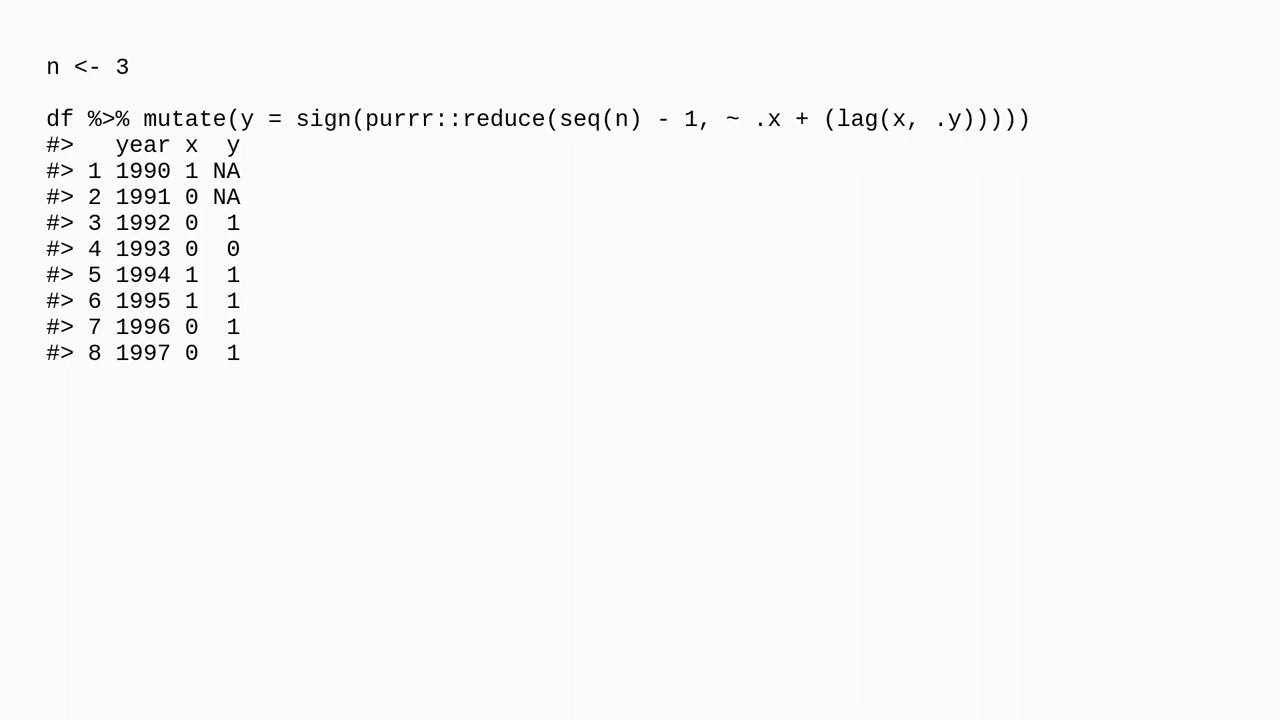 n <- 3
df %>% mutate(y = sign(purrr::reduce(seq(n) - 1, ~ .x + (lag(x, .y)))))
#>   year x  y
#> 1 1990 1 NA
#> 2 1991 0 NA
#> 3 1992 0  1
#> 4 1993 0  0
#> 5 1994 1  1
#> 6 1995 1  1
#> 7 1996 0  1
#> 8 1997 0  1